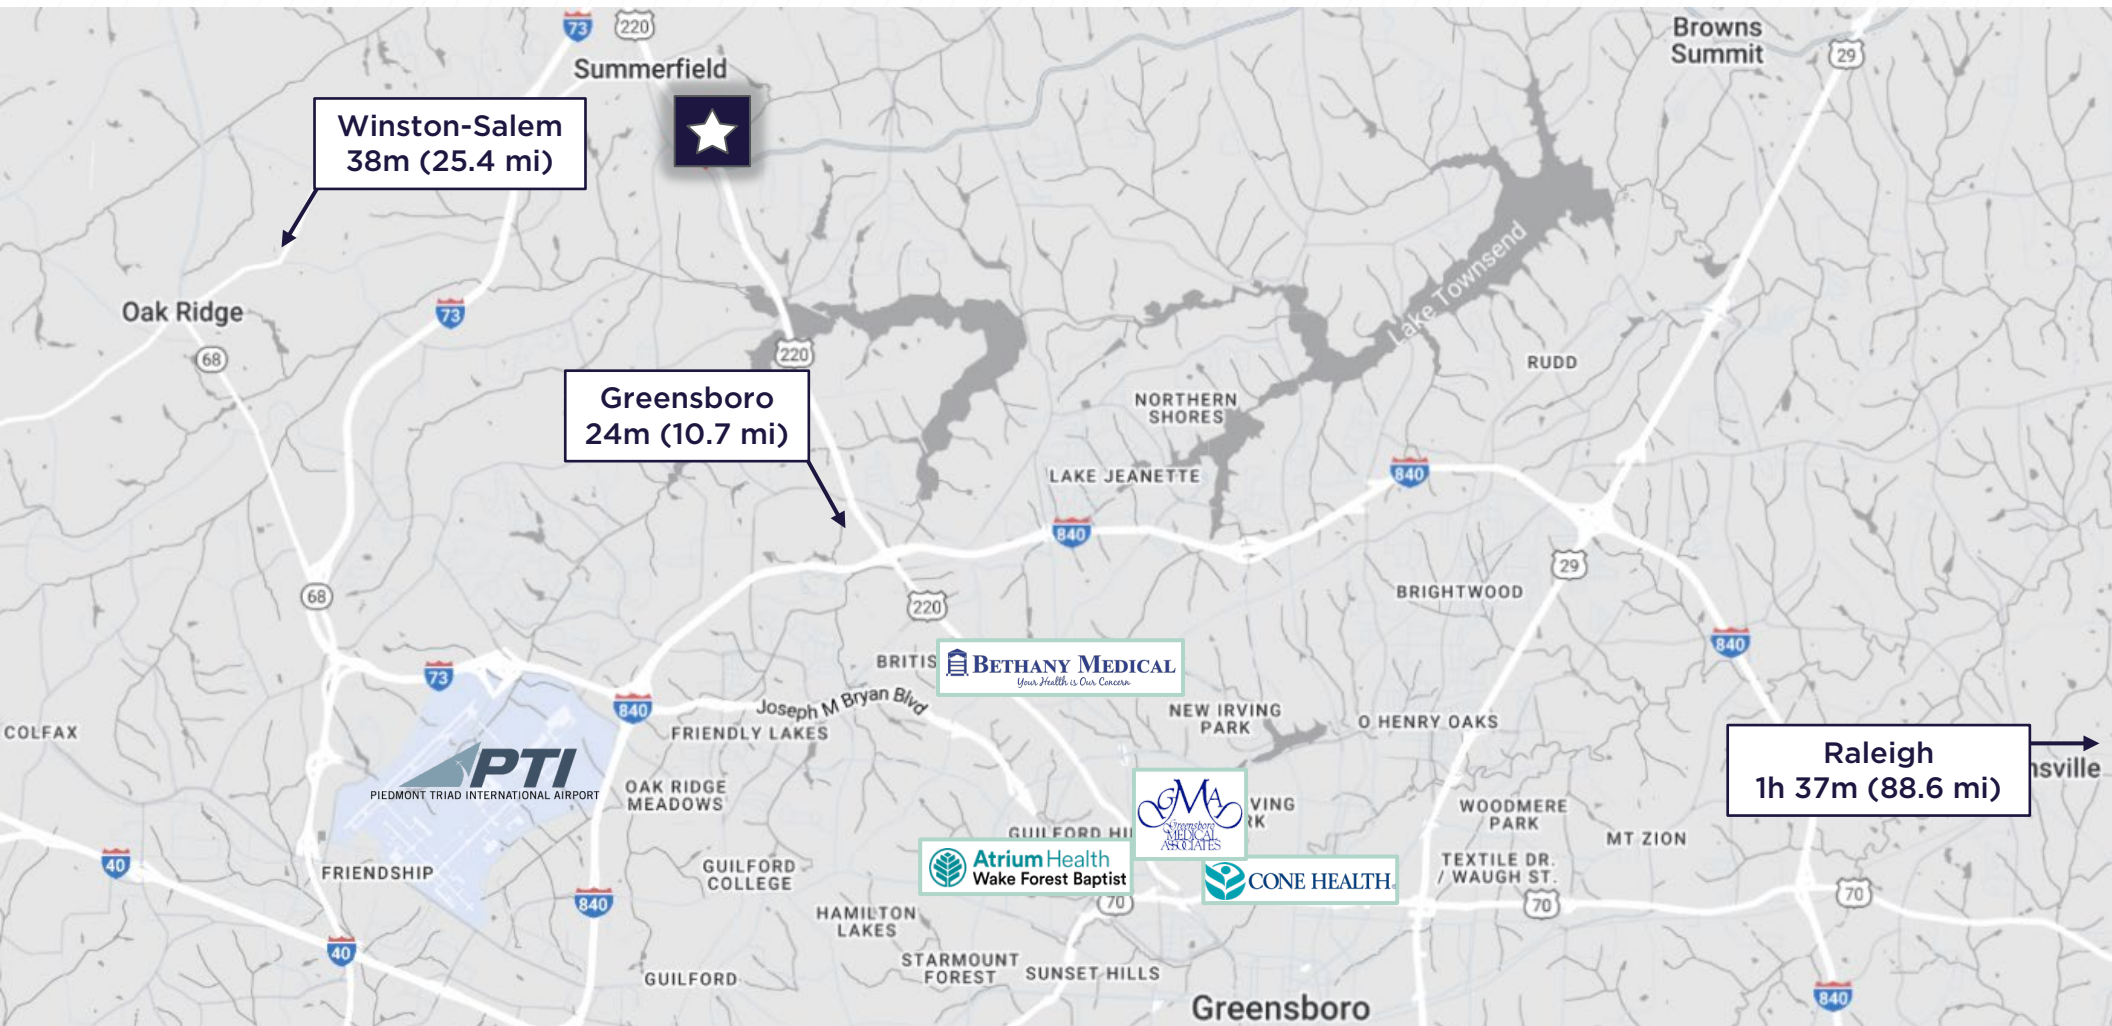 73
220
Browns
Summit
29
Summerfield
Winston-Salem
38m (25.4 mi)
Lake Townsend
Oak Ridge
73
68
220
RUDD
Greensboro
24m (10.7 mi)
NORTHERN
SHORES
LAKE JEANETTE
840
840
29
68
BRIGHTWOOD
220
840
BRITIS
BETHANY MEDICAL
Your Health is Our Concern
73
840
Joseph M Bryan Blvd
NEW IRVING
PARK
O HENRY OAKS
COLFAX
FRIENDLY LAKES
Raleigh
1h 37m (88.6 mi)
nsville
PTI
PIEDMONT TRIAD INTERNATIONAL AIRPORT
OAK RIDGE
MEADOWS
GMA
Greensboro
MEDICAL
ASSOCIATES
VING
RK
WOODMERE
PARK
GUILFORD HI
MT ZION
40
FRIENDSHIP
GUILFORD
COLLEGE
Atrium Health
Wake Forest Baptist
CONE HEALTH
TEXTILE DR.
/ WAUGH ST.
840
70
70
70
HAMILTON
LAKES
40
STARMOUNT
FOREST
SUNSET HILLS
GUILFORD
Greensboro
840